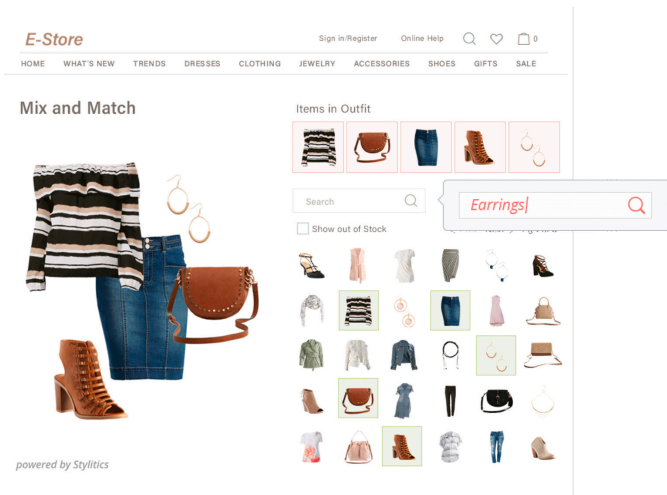 E-Store
Sign in/Register Online Help 0
HOME WHAT'S NEW TRENDS DRESSES CLOTHING JEWELRY ACCESSORIES SHOES GIFTS SALE
Mix and Match
Items in Outfit
Search
Earrings
Show out of Stock
powered by Stylitics